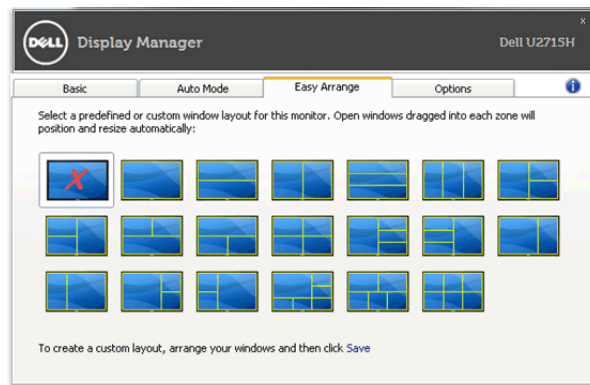 x
DELL Display Manager Dell U2715H
Basic Auto Mode Easy Arrange Options i
Select a predefined or custom window layout for this monitor. Open windows dragged into each zone will
position and resize automatically:
X
To create a custom layout, arrange your windows and then click Save